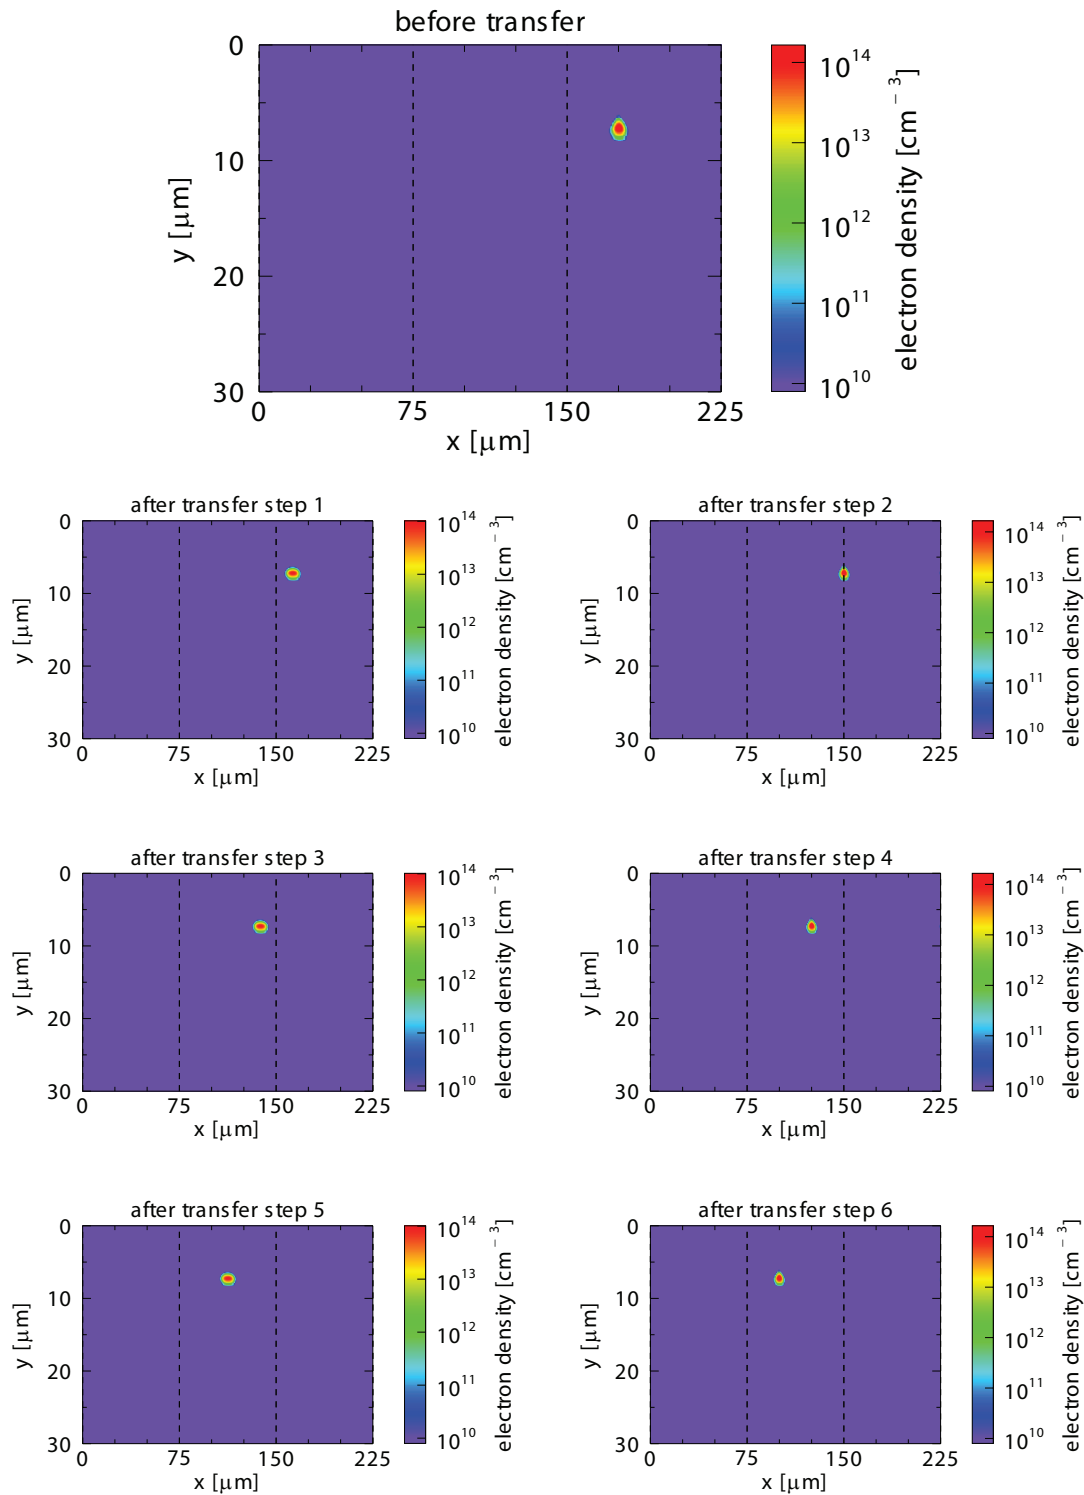 before transfer
0
10
20
30
y [μm]
0 75 150 225
x [μm]
10^14
10^13
10^12
10^11
10^10
electron density [cm^-3]
after transfer step 1
0
10
20
30
y [μm]
0 75 150 225
x [μm]
10^14
10^13
10^12
10^11
10^10
electron density [cm^-3]
after transfer step 2
0
10
20
30
y [μm]
0 75 150 225
x [μm]
10^14
10^13
10^12
10^11
10^10
electron density [cm^-3]
after transfer step 3
0
10
20
30
y [μm]
0 75 150 225
x [μm]
10^14
10^13
10^12
10^11
10^10
electron density [cm^-3]
after transfer step 4
0
10
20
30
y [μm]
0 75 150 225
x [μm]
10^14
10^13
10^12
10^11
10^10
electron density [cm^-3]
after transfer step 5
0
10
20
30
y [μm]
0 75 150 225
x [μm]
10^14
10^13
10^12
10^11
10^10
electron density [cm^-3]
after transfer step 6
0
10
20
30
y [μm]
0 75 150 225
x [μm]
10^14
10^13
10^12
10^11
10^10
electron density [cm^-3]